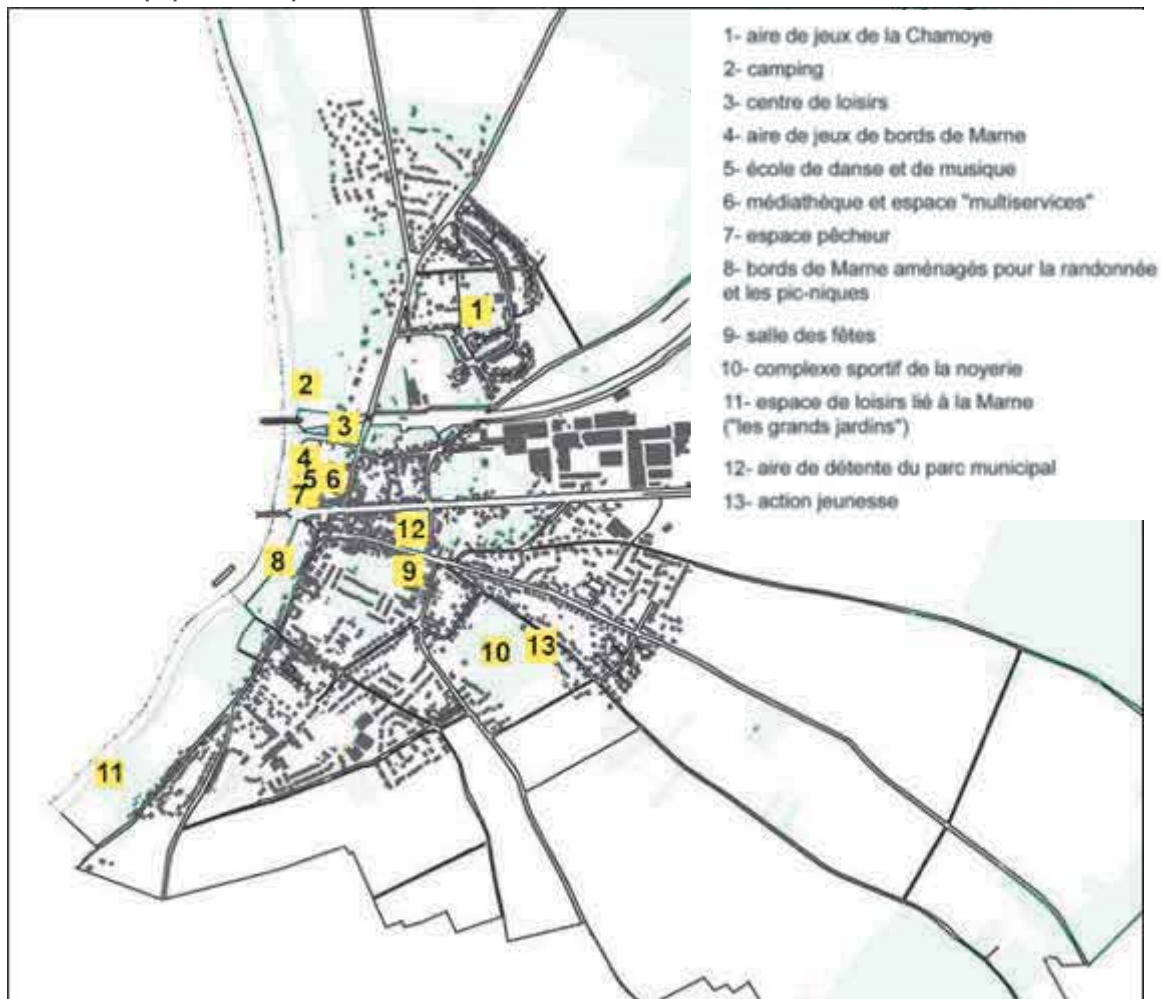 1- aire de jeux de la Chamoye
2- camping
3- centre de loisirs
4- aire de jeux de bords de Marne
5- école de danse et de musique
6- médiathèque et espace "multiservices"
7- espace pêcheur
8- bords de Marne aménagés pour la randonnée
et les pic-niques
9- salle des fêtes
10- complexe sportif de la noyerie
11- espace de loisirs lié à la Marne
("les grands jardins")
12- aire de détente du parc municipal
13- action jeunesse
1
2
3
4
5 6
7
12
8
9
10 13
11